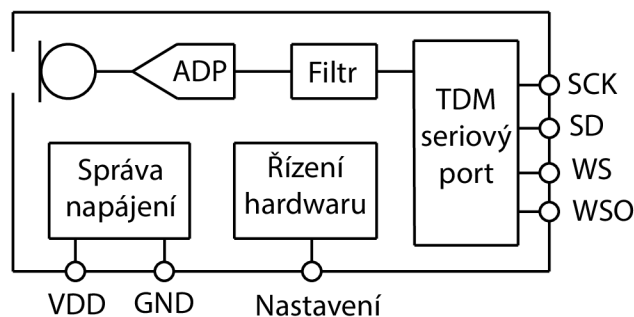 ADP
Filtr
TDM
seriový
port
SCK
SD
WS
WSO
Správa
napájení
Řízení
hardwaru
VDD
GND
Nastavení